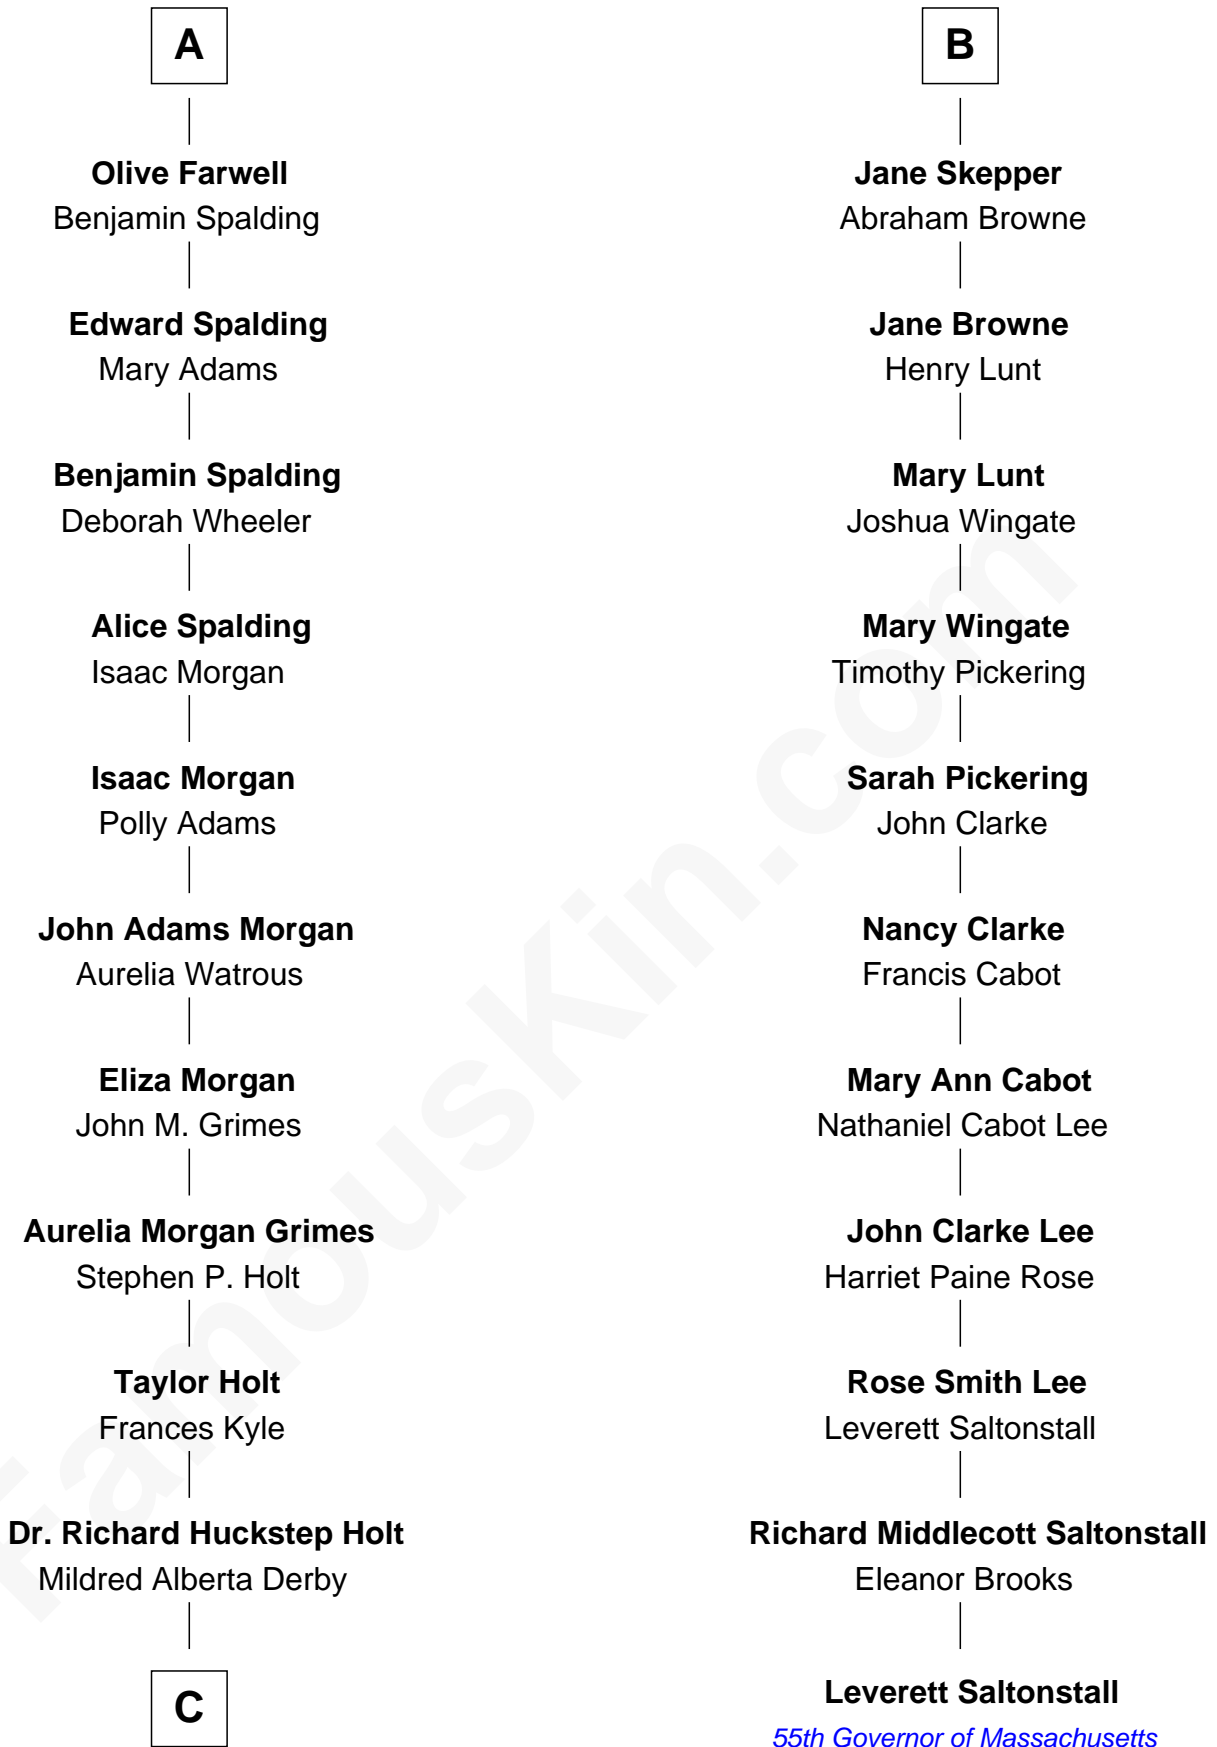 A
Olive Farwell
Benjamin Spalding
Edward Spalding
Mary Adams
Benjamin Spalding
Deborah Wheeler
Alice Spalding
Isaac Morgan
Isaac Morgan
Polly Adams
John Adams Morgan
Aurelia Watrous
Eliza Morgan
John M. Grimes
Aurelia Morgan Grimes
Stephen P. Holt
Taylor Holt
Frances Kyle
Dr. Richard Huckstep Holt
Mildred Alberta Derby
C
B
Jane Skepper
Abraham Browne
Jane Browne
Henry Lunt
Mary Lunt
Joshua Wingate
Mary Wingate
Timothy Pickering
Sarah Pickering
John Clarke
Nancy Clarke
Francis Cabot
Mary Ann Cabot
Nathaniel Cabot Lee
John Clarke Lee
Harriet Paine Rose
Rose Smith Lee
Leverett Saltonstall
Richard Middlecott Saltonstall
Eleanor Brooks
Leverett Saltonstall
55th Governor of Massachusetts
FamousKin.com